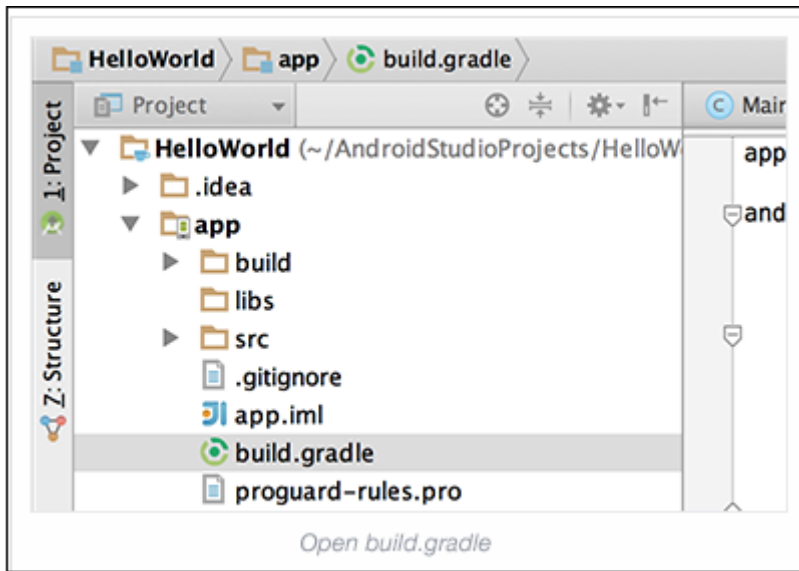 HelloWorld app build.gradle
1: Project
Z: Structure
Project
HelloWorld (~/AndroidStudioProjects/HelloW
.idea
app
build
libs
src
.gitignore
app.iml
build.gradle
proguard-rules.pro
C Mair
app
and
Open build.gradle